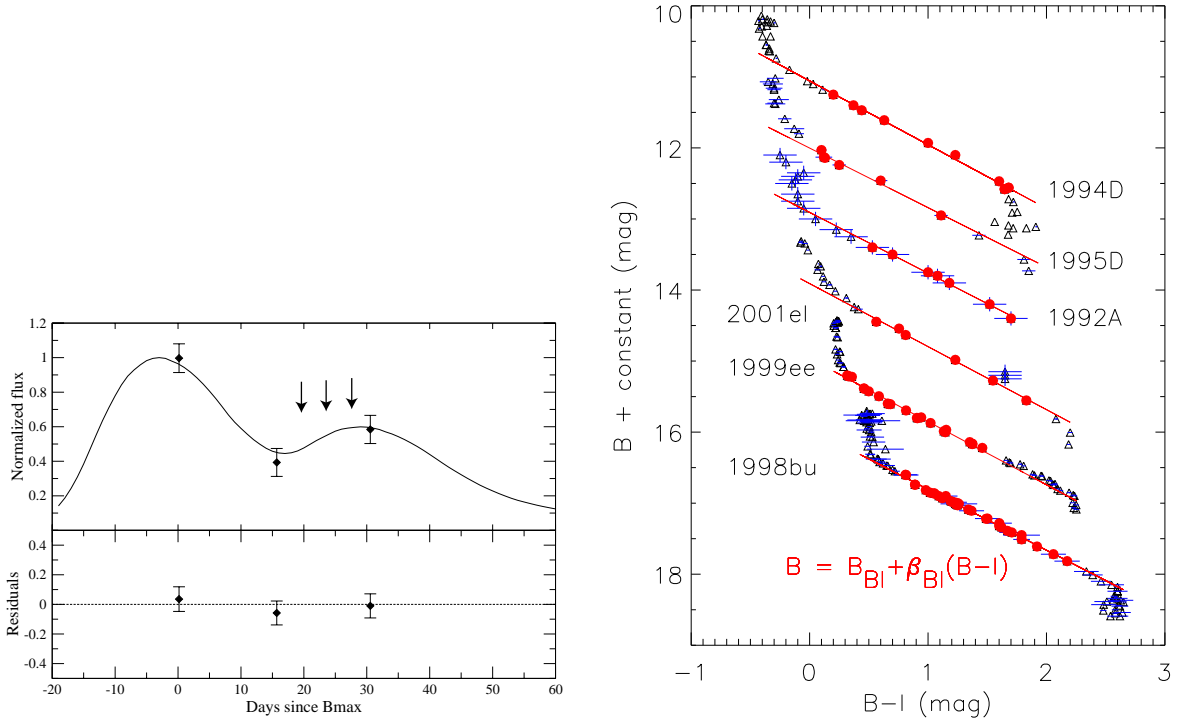 1.2
1
0.8
0.6
0.4
0.2
Normalized flux
0.4
0.2
0
-0.2
-0.4
Residuals
-20 -10 0 10 20 30 40 50 60
Days since Bmax
10
12
14
16
18
B + constant (mag)
1994D
1995D
1992A
2001el
1999ee
1998bu
B = B_BI+β_BI(B-I)
-1 0 1 2 3
B-I (mag)